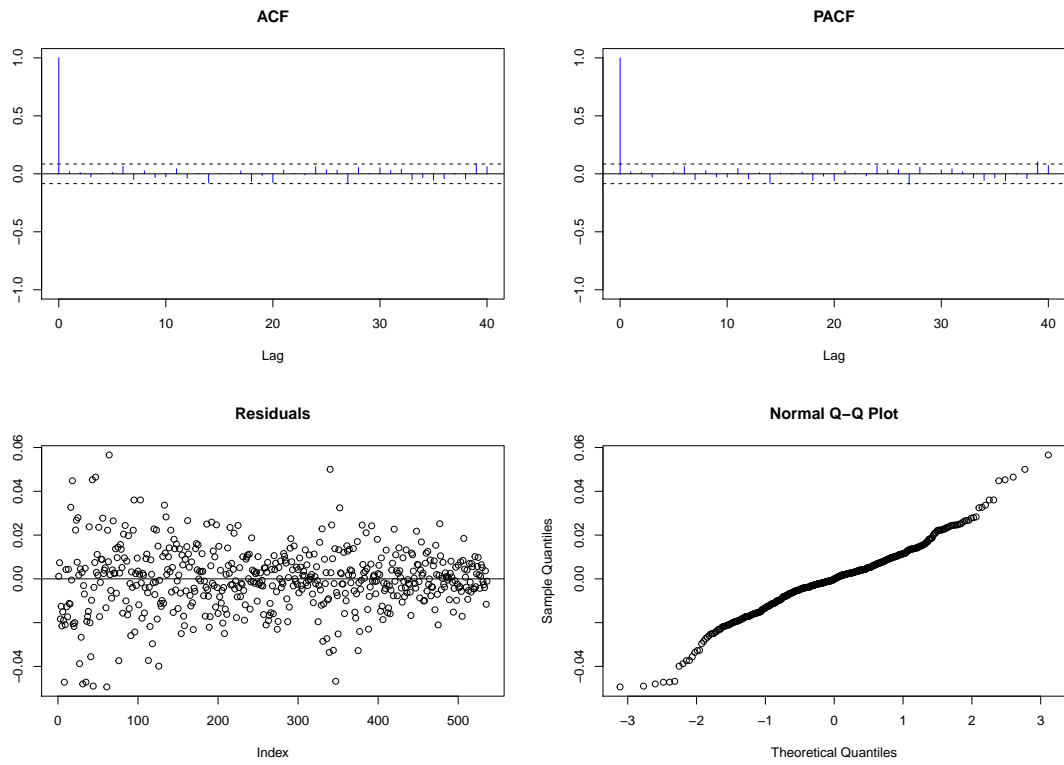 ACF
1.0
0.5
0.0
−0.5
−1.0
0 10 20 30 40
Lag
PACF
1.0
0.5
0.0
−0.5
−1.0
0 10 20 30 40
Lag
Residuals
0.06
0.04
0.02
0.00
−0.04
0 100 200 300 400 500
Index
Normal Q−Q Plot
Sample Quantiles
0.06
0.04
0.02
0.00
−0.04
−3 −2 −1 0 1 2 3
Theoretical Quantiles